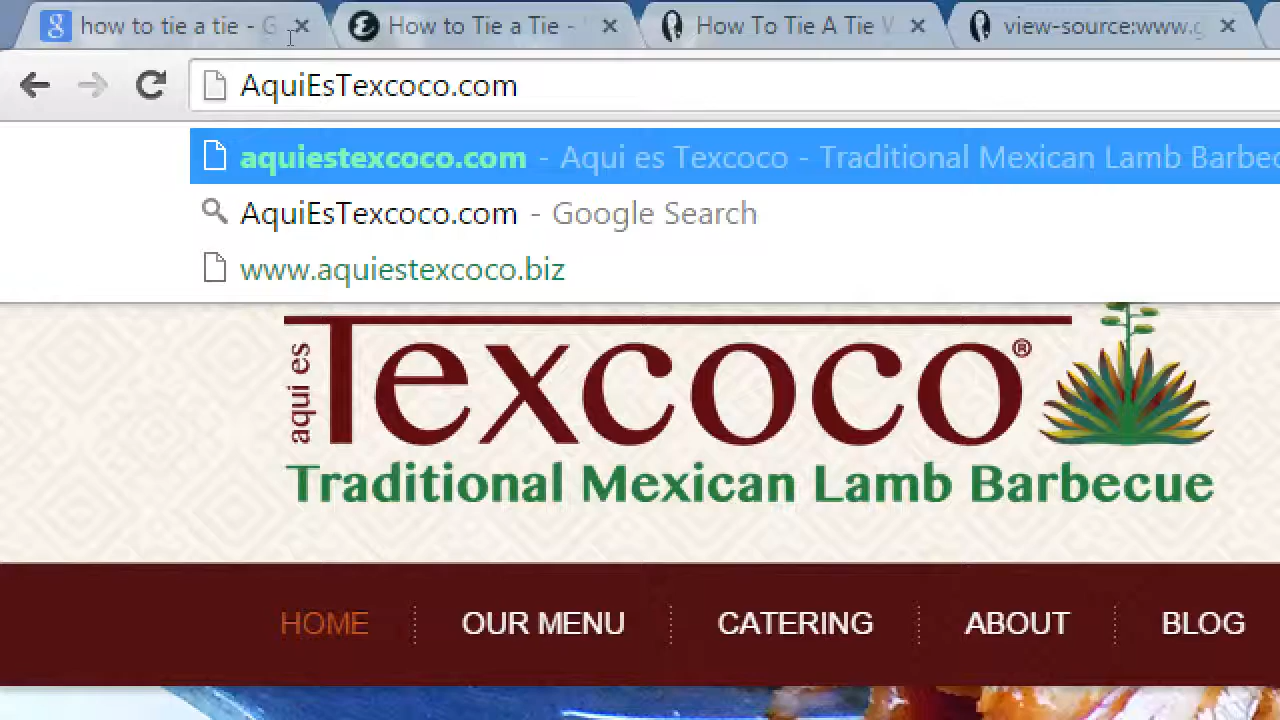 how to tie a tie - G
How to Tie a Tie -
How To Tie A Tie
view-source:www.g
AquiEsTexcoco.com
aquiestexcoco.com - Aqui es Texcoco - Traditional Mexican Lamb Barbec
AquiEsTexcoco.com - Google Search
www.aquiestexcoco.biz
aqui es Texcoco®
Traditional Mexican Lamb Barbecue
HOME OUR MENU CATERING ABOUT BLOG